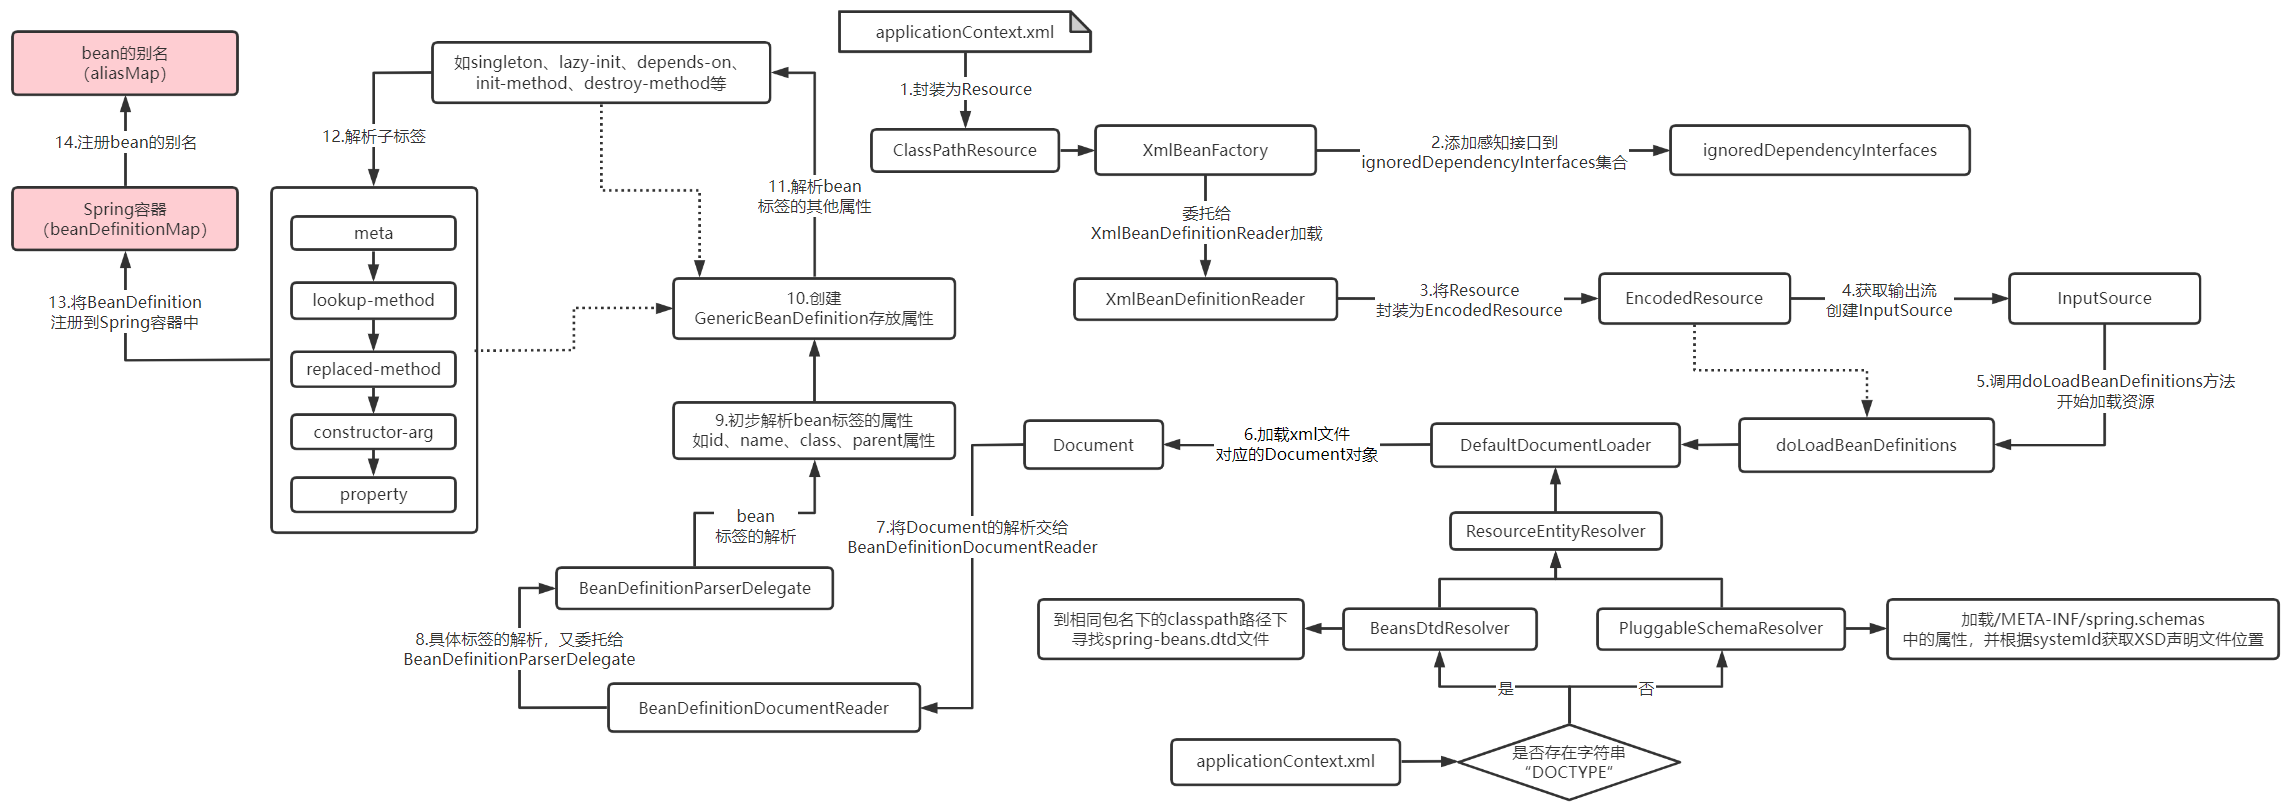 applicationContext.xml
1.封装为Resource
ClassPathResource
XmlBeanFactory
2.添加感知接口到
ignoredDependencyInterfaces集合
ignoredDependencyInterfaces
委托给
XmlBeanDefinitionReader加载
XmlBeanDefinitionReader
3.将Resource
封装为EncodedResource
EncodedResource
4.获取输出流
创建InputSource
InputSource
5.调用doLoadBeanDefinitions方法
开始加载资源
doLoadBeanDefinitions
DefaultDocumentLoader
6.加载xml文件
对应的Document对象
Document
ResourceEntityResolver
BeansDtdResolver
PluggableSchemaResolver
到相同包名下的classpath路径下
寻找spring-beans.dtd文件
加载/META-INF/spring.schemas
中的属性，并根据systemId获取XSD声明文件位置
是
否
applicationContext.xml
是否存在字符串
“DOCTYPE”
7.将Document的解析交给
BeanDefinitionDocumentReader
BeanDefinitionDocumentReader
8.具体标签的解析，又委托给
BeanDefinitionParserDelegate
BeanDefinitionParserDelegate
bean
标签的解析
9.初步解析bean标签的属性
如id、name、class、parent属性
10.创建
GenericBeanDefinition存放属性
11.解析bean
标签的其他属性
如singleton、lazy-init、depends-on、
init-method、destroy-method等
12.解析子标签
meta
lookup-method
replaced-method
constructor-arg
property
13.将BeanDefinition
注册到Spring容器中
Spring容器
（beanDefinitionMap）
14.注册bean的别名
bean的别名
（aliasMap）